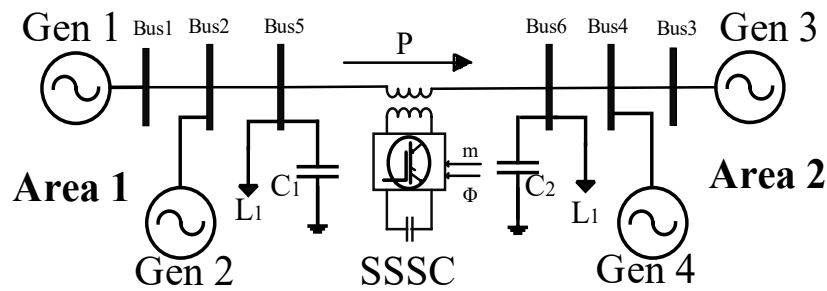 Gen 1
Bus1
Bus2
Bus5
P
Bus6
Bus4
Bus3
Gen 3
Area 1
L1
C1
m
Φ
C2
L1
Area 2
Gen 2
SSSC
Gen 4